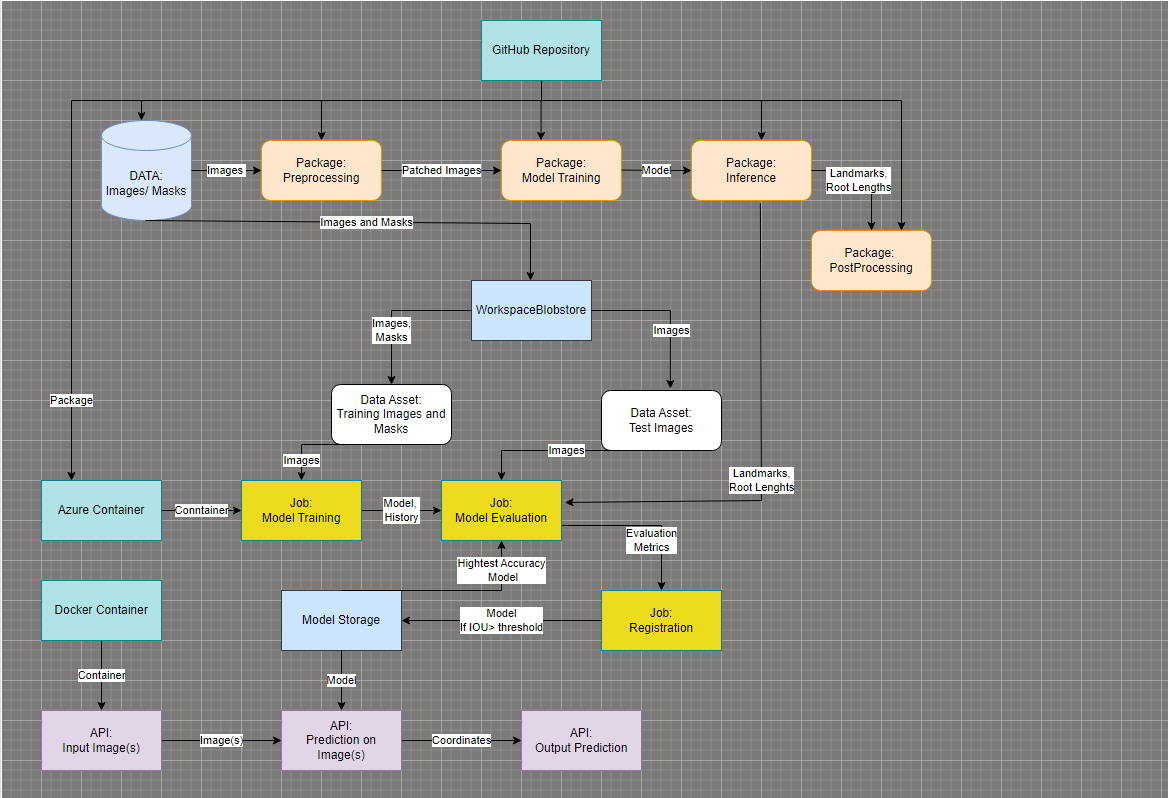 GitHub Repository
DATA:
Images/ Masks
Images
Package:
Preprocessing
Patched Images
Package:
Model Training
Model
Package:
Inference
Landmarks,
Root Lengths
Images and Masks
Package:
PostProcessing
WorkspaceBlobstore
Images,
Masks
Images
Package
Data Asset:
Training Images and
Masks
Data Asset:
Test Images
Images
Images
Landmarks,
Root Lenghts
Azure Container
Conntainer
Job:
Model Training
Model,
History
Job:
Model Evaluation
Evaluation
Metrics
Hightest Accuracy
Model
Docker Container
Model Storage
Model
If IOU> threshold
Job:
Registration
Container
Model
API:
Input Image(s)
Image(s)
API:
Prediction on
Image(s)
Coordinates
API:
Output Prediction